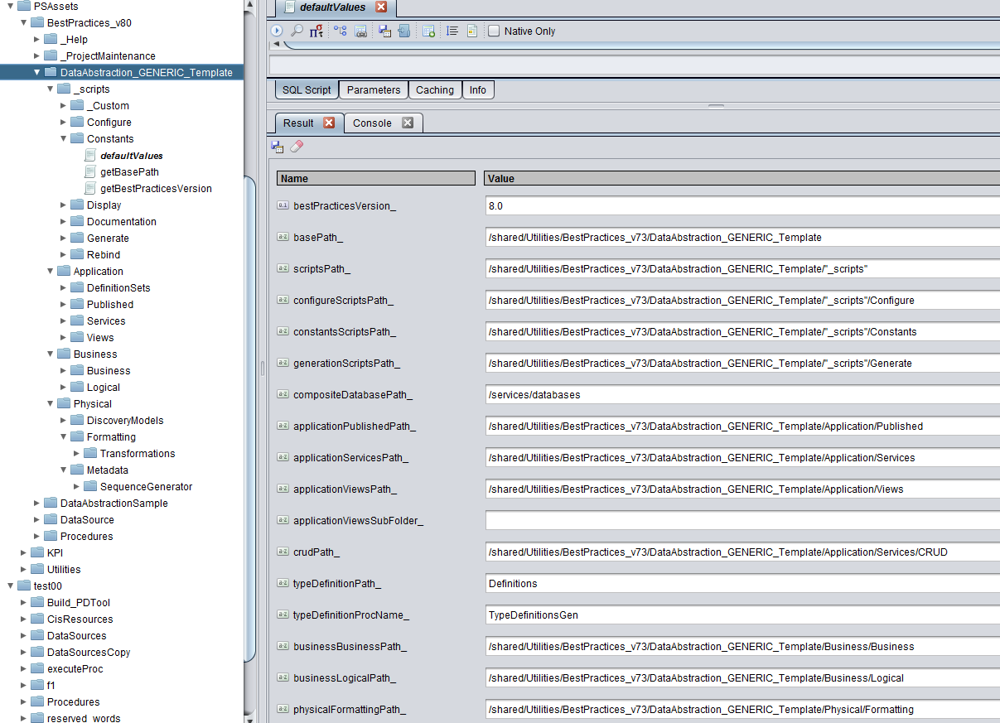 PSAssets
BestPractices_v80
_Help
_ProjectMaintenance
DataAbstraction_GENERIC_Template
_scripts
_Custom
Configure
Constants
defaultValues
getBasePath
getBestPracticesVersion
Display
Documentation
Generate
Rebind
Application
DefinitionSets
Published
Services
Views
Business
Business
Logical
Physical
DiscoveryModels
Formatting
Transformations
Metadata
SequenceGenerator
DataAbstractionSample
DataSource
Procedures
KPI
Utilities
test00
Build_PDTool
CisResources
DataSources
DataSourcesCopy
executeProc
f1
Procedures
reserved_words
defaultValues
Native Only
SQL Script Parameters Caching Info
Result Console
Name Value
0.1 bestPracticesVersion_ 8.0
a-z basePath_ /shared/Utilities/BestPractices_v73/DataAbstraction_GENERIC_Template
a-z scriptsPath_ /shared/Utilities/BestPractices_v73/DataAbstraction_GENERIC_Template/"_scripts"
a-z configureScriptsPath_ /shared/Utilities/BestPractices_v73/DataAbstraction_GENERIC_Template/"_scripts"/Configure
a-z constantsScriptsPath_ /shared/Utilities/BestPractices_v73/DataAbstraction_GENERIC_Template/"_scripts"/Constants
a-z generationScriptsPath_ /shared/Utilities/BestPractices_v73/DataAbstraction_GENERIC_Template/"_scripts"/Generate
a-z compositeDatabasePath_ /services/databases
a-z applicationPublishedPath_ /shared/Utilities/BestPractices_v73/DataAbstraction_GENERIC_Template/Application/Published
a-z applicationServicesPath_ /shared/Utilities/BestPractices_v73/DataAbstraction_GENERIC_Template/Application/Services
a-z applicationViewsPath_ /shared/Utilities/BestPractices_v73/DataAbstraction_GENERIC_Template/Application/Views
a-z applicationViewsSubFolder_
a-z crudPath_ /shared/Utilities/BestPractices_v73/DataAbstraction_GENERIC_Template/Application/Services/CRUD
a-z typeDefinitionPath_ Definitions
a-z typeDefinitionProcName_ TypeDefinitionsGen
a-z businessBusinessPath_ /shared/Utilities/BestPractices_v73/DataAbstraction_GENERIC_Template/Business/Business
a-z businessLogicalPath_ /shared/Utilities/BestPractices_v73/DataAbstraction_GENERIC_Template/Business/Logical
a-z physicalFormattingPath_ /shared/Utilities/BestPractices_v73/DataAbstraction_GENERIC_Template/Physical/Formatting